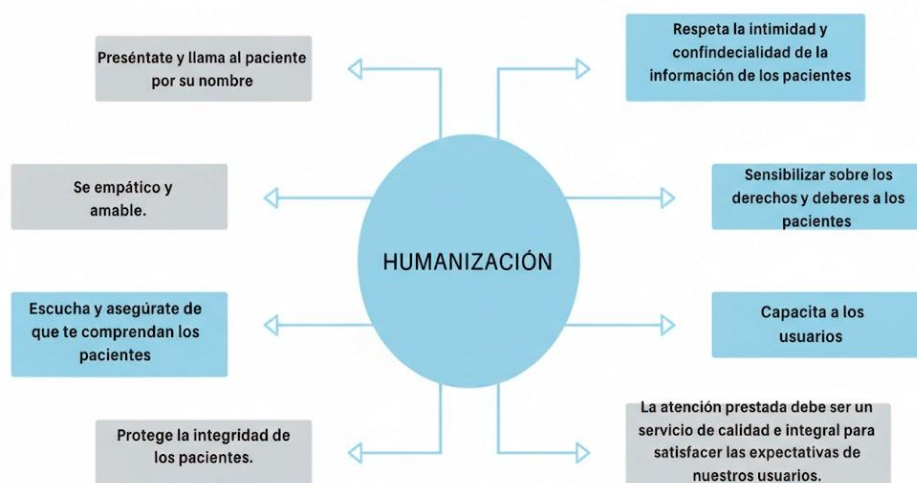 Preséntate y llama al paciente
por su nombre
Respeta la intimidad y
confindecialidad de la
información de los pacientes
Se empático y
amable.
Sensibilizar sobre los
derechos y deberes a los
pacientes
HUMANIZACIÓN
Escucha y asegúrate de
que te comprendan los
pacientes
Capacita a los
usuarios
Protege la integridad de
los pacientes.
La atención prestada debe ser un
servicio de calidad e integral para
satisfacer las expectativas de
nuestros usuarios.